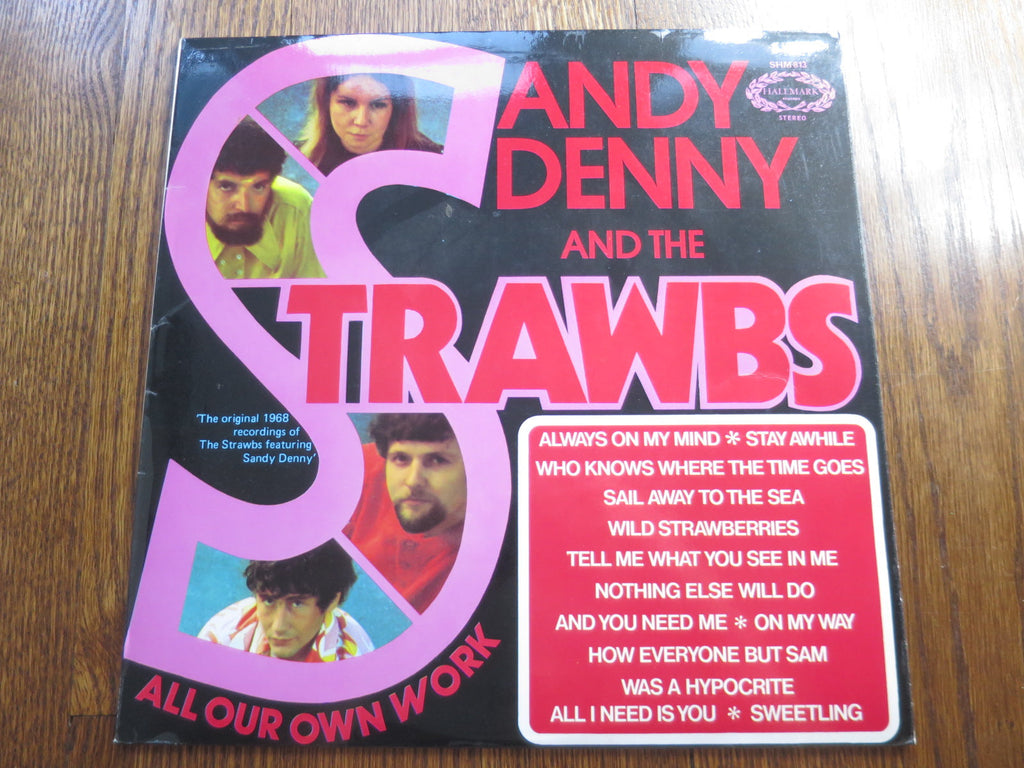 SANDY
DENNY
AND THE
STRAWBS
SHM 813
HALLMARK
STEREO
'The original 1968
recordings of
The Strawbs featuring
Sandy Denny'
ALWAYS ON MY MIND * STAY AWHILE
WHO KNOWS WHERE THE TIME GOES
SAIL AWAY TO THE SEA
WILD STRAWBERRIES
TELL ME WHAT YOU SEE IN ME
NOTHING ELSE WILL DO
AND YOU NEED ME * ON MY WAY
HOW EVERYONE BUT SAM
WAS A HYPOCRITE
ALL I NEED IS YOU * SWEETLING
ALL OUR OWN WORK